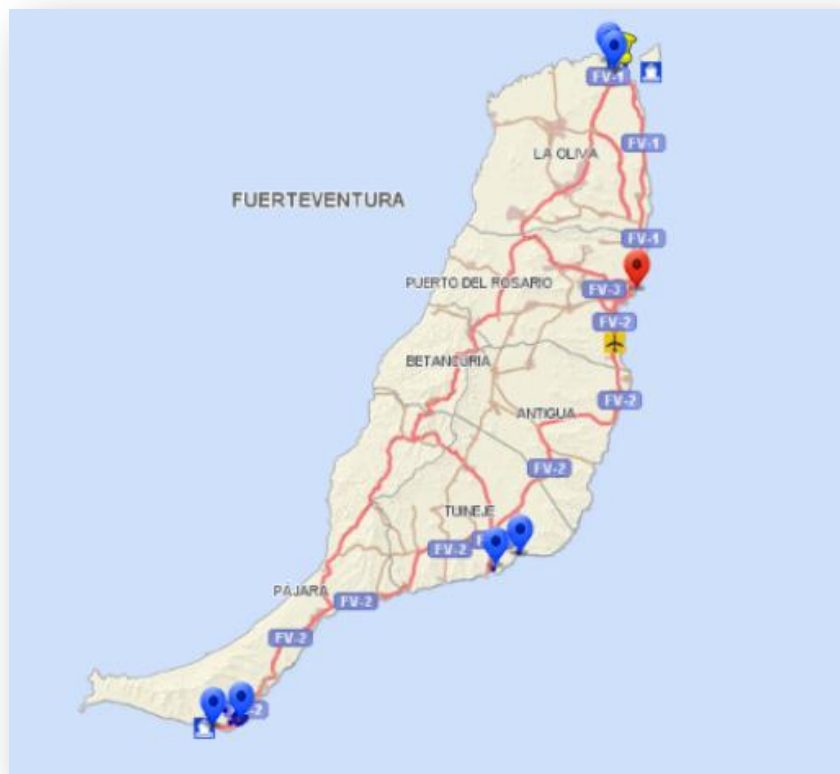 FV-1
FV-1
LA OLIVA
FUERTEVENTURA
FV-1
PUERTO DEL ROSARIO
FV-3
FV-2
BETANCURIA
FV-2
ANTIGUA
FV-2
TUINEJE
FV-2
PÁJARA
FV-2
FV-2